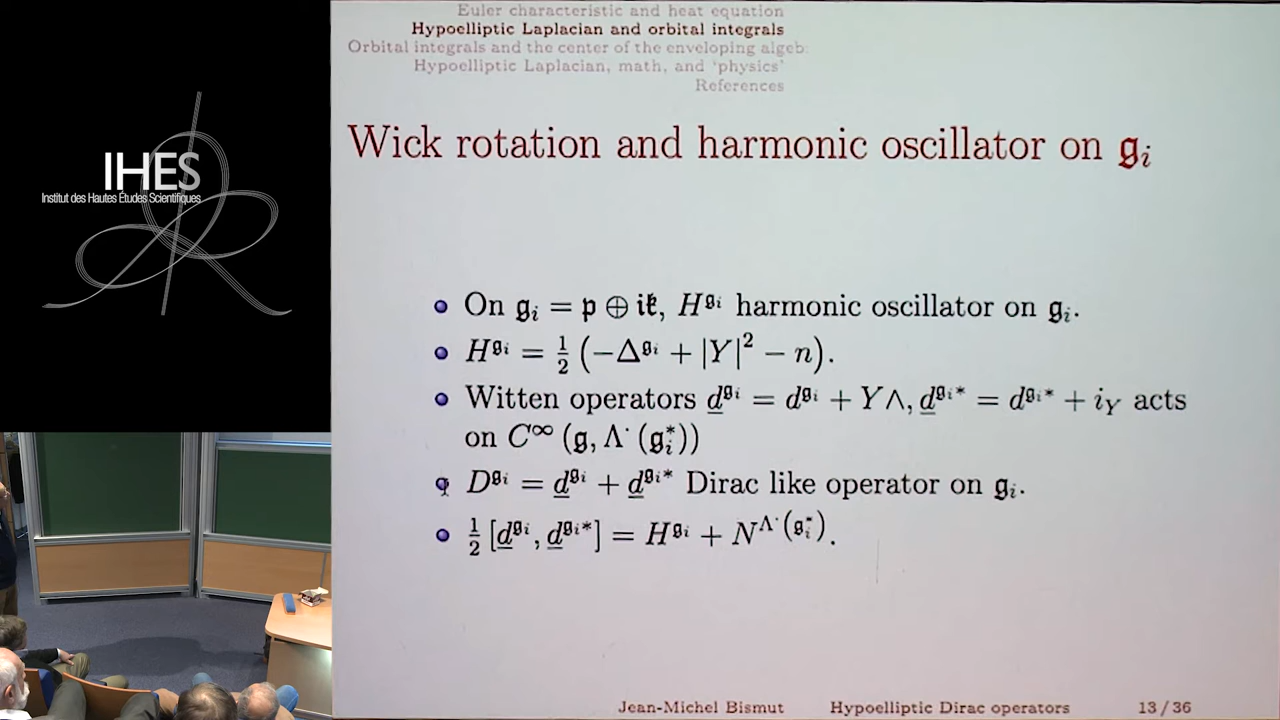 IHES
Institut des Hautes Études Scientifiques
Euler characteristic and heat equation
Hypoelliptic Laplacian and orbital integrals
Orbital integrals and the center of the enveloping algeb
Hypoelliptic Laplacian, math, and ‘physics’
References
Wick rotation and harmonic oscillator on 𝔤ᵢ
On 𝔤ᵢ = 𝔭 ⊕ i𝔨, H^{𝔤ᵢ} harmonic oscillator on 𝔤ᵢ.
H^{𝔤ᵢ} = ½ (−Δ^{𝔤ᵢ} + |Y|² − n).
Witten operators d̲^{𝔤ᵢ} = d^{𝔤ᵢ} + Y∧, d̲^{𝔤ᵢ*} = d^{𝔤ᵢ*} + i_Y acts
on C^∞ (𝔤, Λ^· (𝔤ᵢ^*))
D^{𝔤ᵢ} = d̲^{𝔤ᵢ} + d̲^{𝔤ᵢ*} Dirac like operator on 𝔤ᵢ.
½ [d̲^{𝔤ᵢ}, d̲^{𝔤ᵢ*}] = H^{𝔤ᵢ} + N^{Λ^·(𝔤ᵢ^*)}.
Jean-Michel Bismut Hypoelliptic Dirac operators 13 / 36